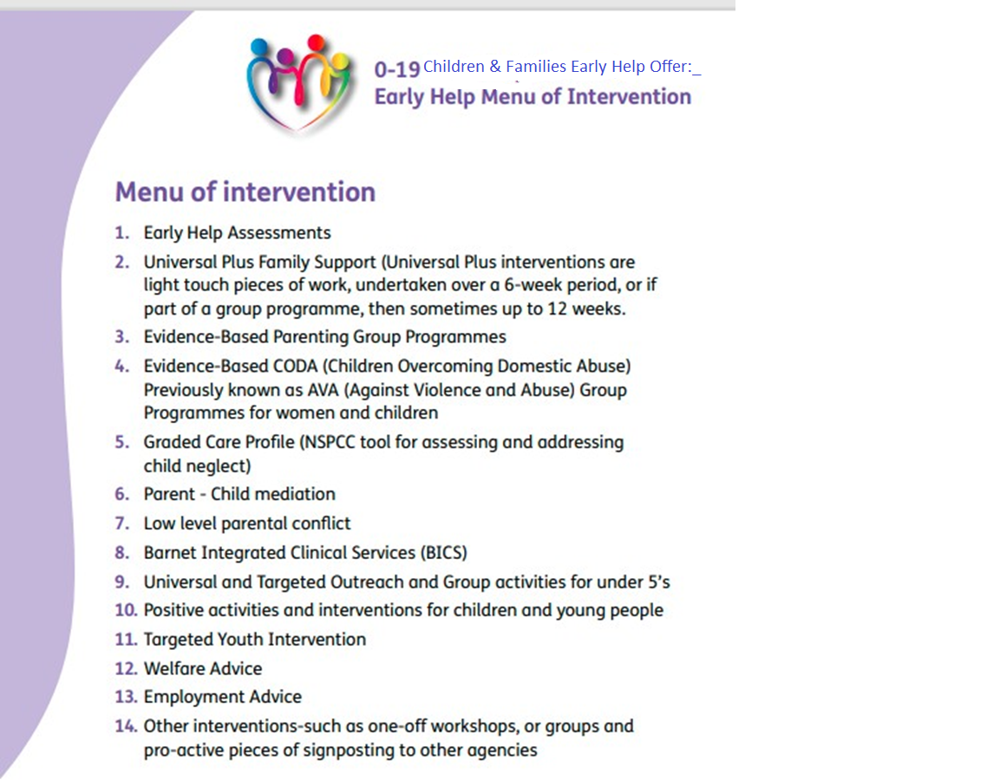 0-19 Children & Families Early Help Offer:_
Early Help Menu of Intervention
Menu of intervention
1. Early Help Assessments
2. Universal Plus Family Support (Universal Plus interventions are
light touch pieces of work, undertaken over a 6-week period, or if
part of a group programme, then sometimes up to 12 weeks.
3. Evidence-Based Parenting Group Programmes
4. Evidence-Based CODA (Children Overcoming Domestic Abuse)
Previously known as AVA (Against Violence and Abuse) Group
Programmes for women and children
5. Graded Care Profile (NSPCC tool for assessing and addressing
child neglect)
6. Parent - Child mediation
7. Low level parental conflict
8. Barnet Integrated Clinical Services (BICS)
9. Universal and Targeted Outreach and Group activities for under 5's
10. Positive activities and interventions for children and young people
11. Targeted Youth Intervention
12. Welfare Advice
13. Employment Advice
14. Other interventions-such as one-off workshops, or groups and
pro-active pieces of signposting to other agencies